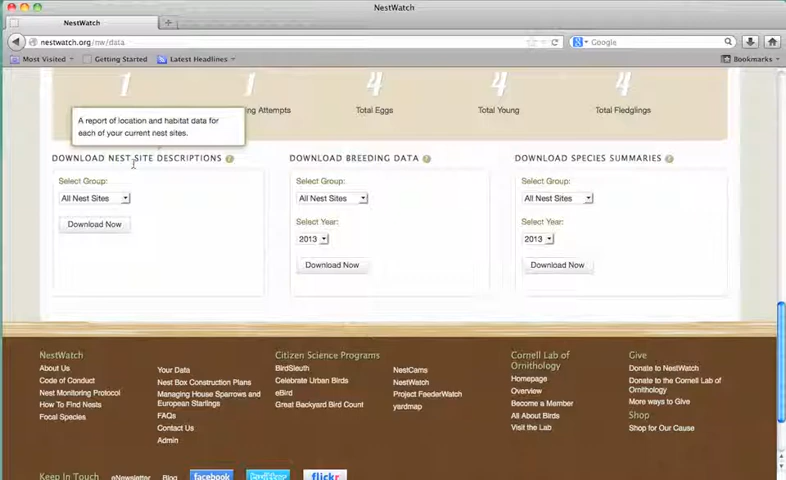 NestWatch
NestWatch
nestwatch.org/nw/data
Google
Most Visited
Getting Started
Latest Headlines
Bookmarks
1
1
4
4
4
ing Attempts
Total Eggs
Total Young
Total Fledglings
A report of location and habitat data for
each of your current nest sites.
DOWNLOAD NEST SITE DESCRIPTIONS ?
DOWNLOAD BREEDING DATA ?
DOWNLOAD SPECIES SUMMARIES ?
Select Group:
Select Group:
Select Group:
All Nest Sites
All Nest Sites
All Nest Sites
Download Now
Select Year:
Select Year:
2013
2013
Download Now
Download Now
NestWatch
About Us
Code of Conduct
Nest Monitoring Protocol
How To Find Nests
Focal Species
Your Data
Nest Box Construction Plans
Managing House Sparrows and
European Starlings
FAQs
Contact Us
Admin
Citizen Science Programs
BirdSleuth
Celebrate Urban Birds
eBird
Great Backyard Bird Count
NestCams
NestWatch
Project FeederWatch
yardmap
Cornell Lab of
Ornithology
Homepage
Overview
Become a Member
All About Birds
Visit the Lab
Give
Donate to NestWatch
Donate to the Cornell Lab of
Ornithology
More ways to Give
Shop
Shop for Our Cause
Keep In Touch
eNewsletter
Blog
facebook
twitter
flickr